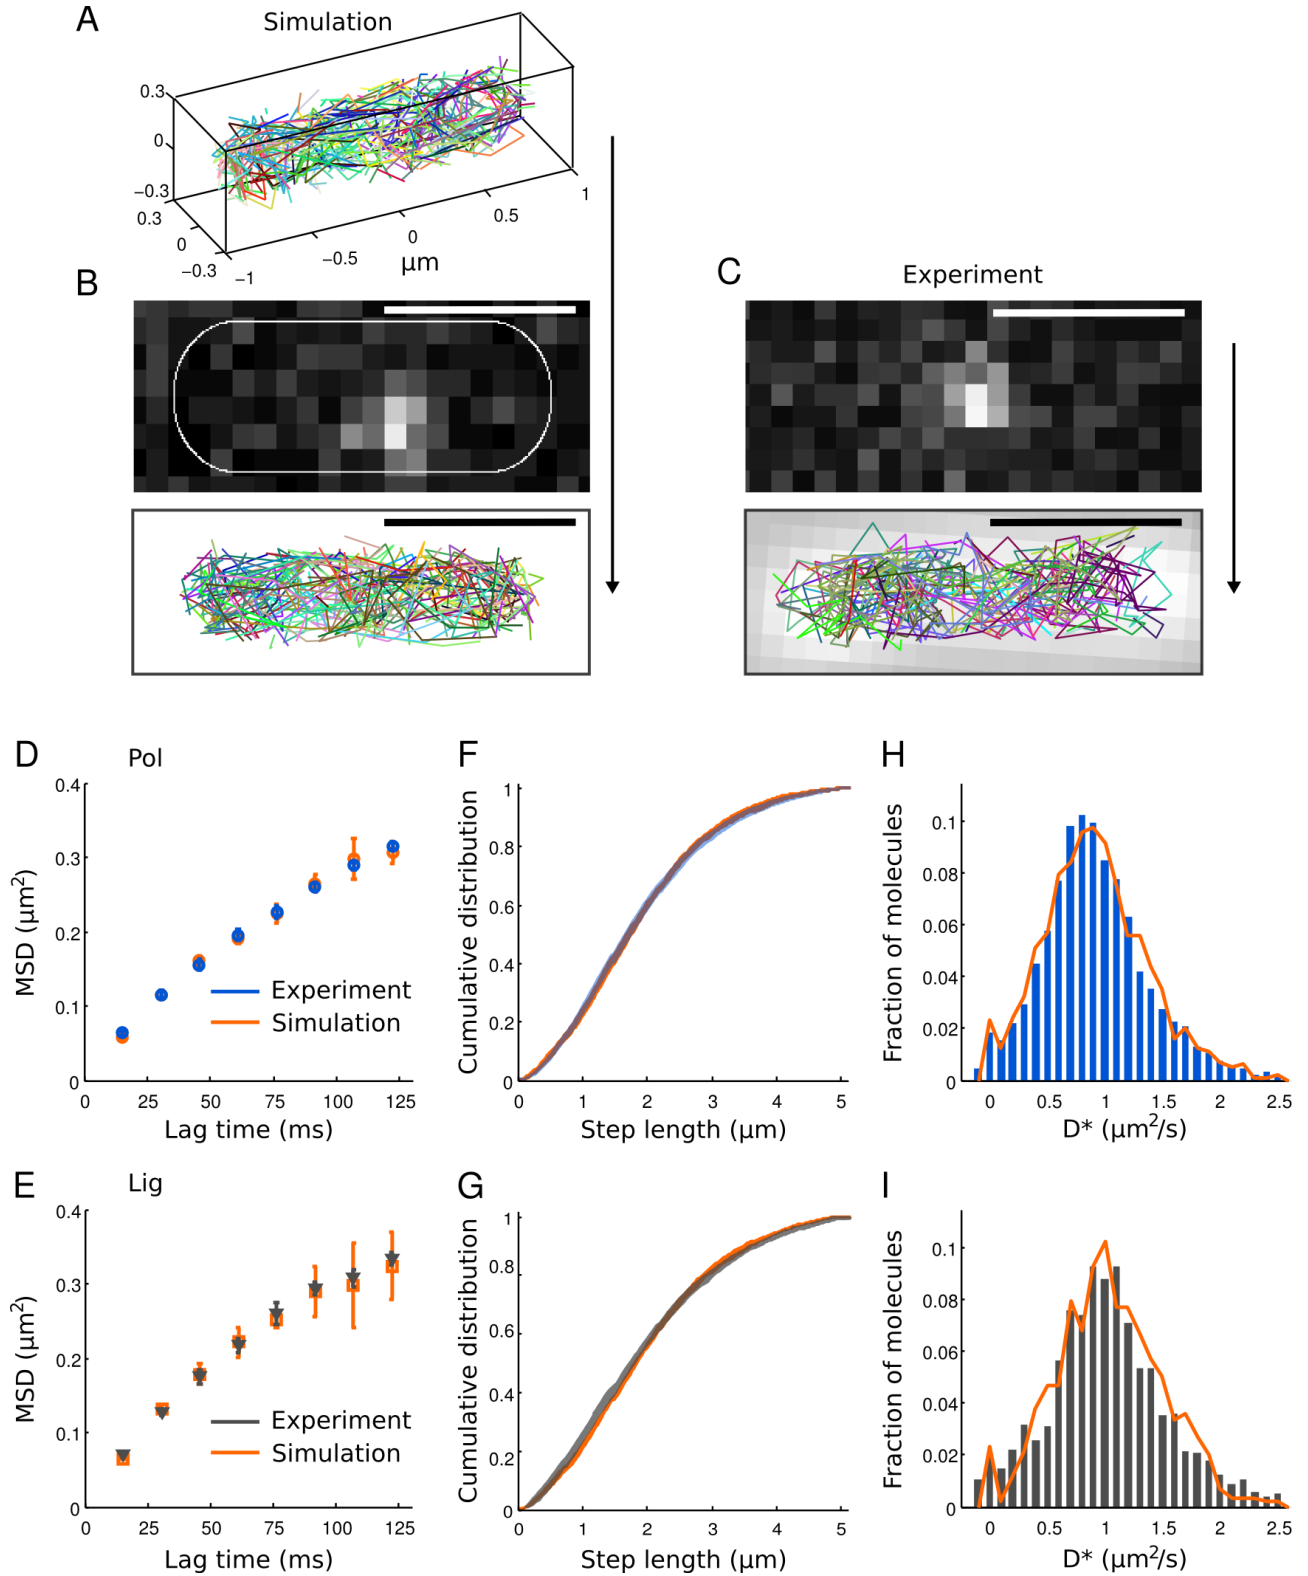 A
Simulation
0.3
0
−0.3
0.3
0
−0.3
−1
−0.5
0
0.5
1
μm
B
C
Experiment
D
Pol
MSD (μm²)
0.4
0.3
0.2
0.1
0
Experiment
Simulation
0 25 50 75 100 125
Lag time (ms)
F
Cumulative distribution
1
0.8
0.6
0.4
0.2
0
0 1 2 3 4 5
Step length (μm)
H
Fraction of molecules
0.1
0.08
0.06
0.04
0.02
0
0 0.5 1 1.5 2 2.5
D* (μm²/s)
E
Lig
MSD (μm²)
0.4
0.3
0.2
0.1
0
Experiment
Simulation
0 25 50 75 100 125
Lag time (ms)
G
Cumulative distribution
1
0.8
0.6
0.4
0.2
0
0 1 2 3 4 5
Step length (μm)
I
Fraction of molecules
0.1
0.08
0.06
0.04
0.02
0
0 0.5 1 1.5 2 2.5
D* (μm²/s)